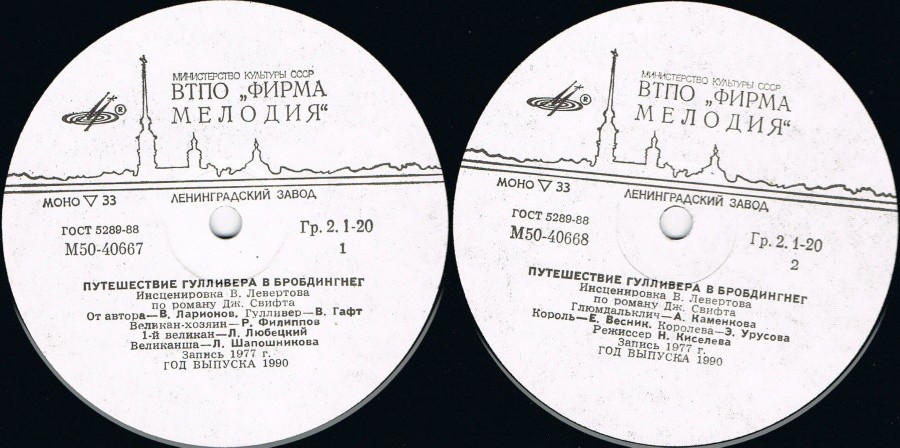 МИНИСТЕРСТВО КУЛЬТУРЫ СССР
ВТПО „ФИРМА
МЕЛОДИЯ“
®
МОНО ▽ 33
ЛЕНИНГРАДСКИЙ ЗАВОД
ГОСТ 5289-88
М50-40667
Гр. 2. 1-20
1
ПУТЕШЕСТВИЕ ГУЛЛИВЕРА В БРОБДИНГНЕГ
Инсценировка В. Левертова
по роману Дж. Свифта
От автора—В. Ларионов, Гулливер—В. Гафт
Великан-хозяин—Р. Филиппов
1-й великан—Л. Любецкий
Великанша—Л. Шапошникова
Запись 1977 г.
ГОД ВЫПУСКА 1990
МИНИСТЕРСТВО КУЛЬТУРЫ СССР
ВТПО „ФИРМА
МЕЛОДИЯ“
®
МОНО ▽ 33
ЛЕНИНГРАДСКИЙ ЗАВОД
ГОСТ 5289-88
М50-40668
Гр. 2. 1-20
2
ПУТЕШЕСТВИЕ ГУЛЛИВЕРА В БРОБДИНГНЕГ
Инсценировка В. Левертова
по роману Дж. Свифта
Глюмдальклич—А. Каменкова
Король—Е. Весник, Королева—Э. Урусова
Режиссер Н. Киселева
Запись 1977 г.
ГОД ВЫПУСКА 1990